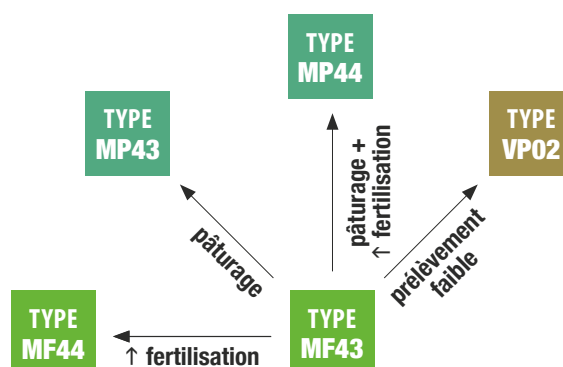 TYPE
MP44
TYPE
MP43
TYPE
VP02
pâturage +
↑ fertilisation
pâturage
prélèvement
faible
TYPE
MF44
↑ fertilisation
TYPE
MF43